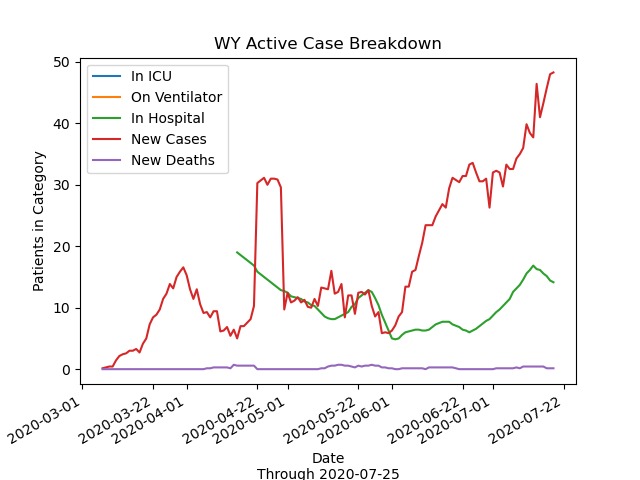 WY Active Case Breakdown
In ICU
On Ventilator
In Hospital
New Cases
New Deaths
Patients in Category
50
40
30
20
10
0
2020-03-01
2020-03-22
2020-04-01
2020-04-22
2020-05-01
2020-05-22
2020-06-01
2020-06-22
2020-07-01
2020-07-22
Date
Through 2020-07-25